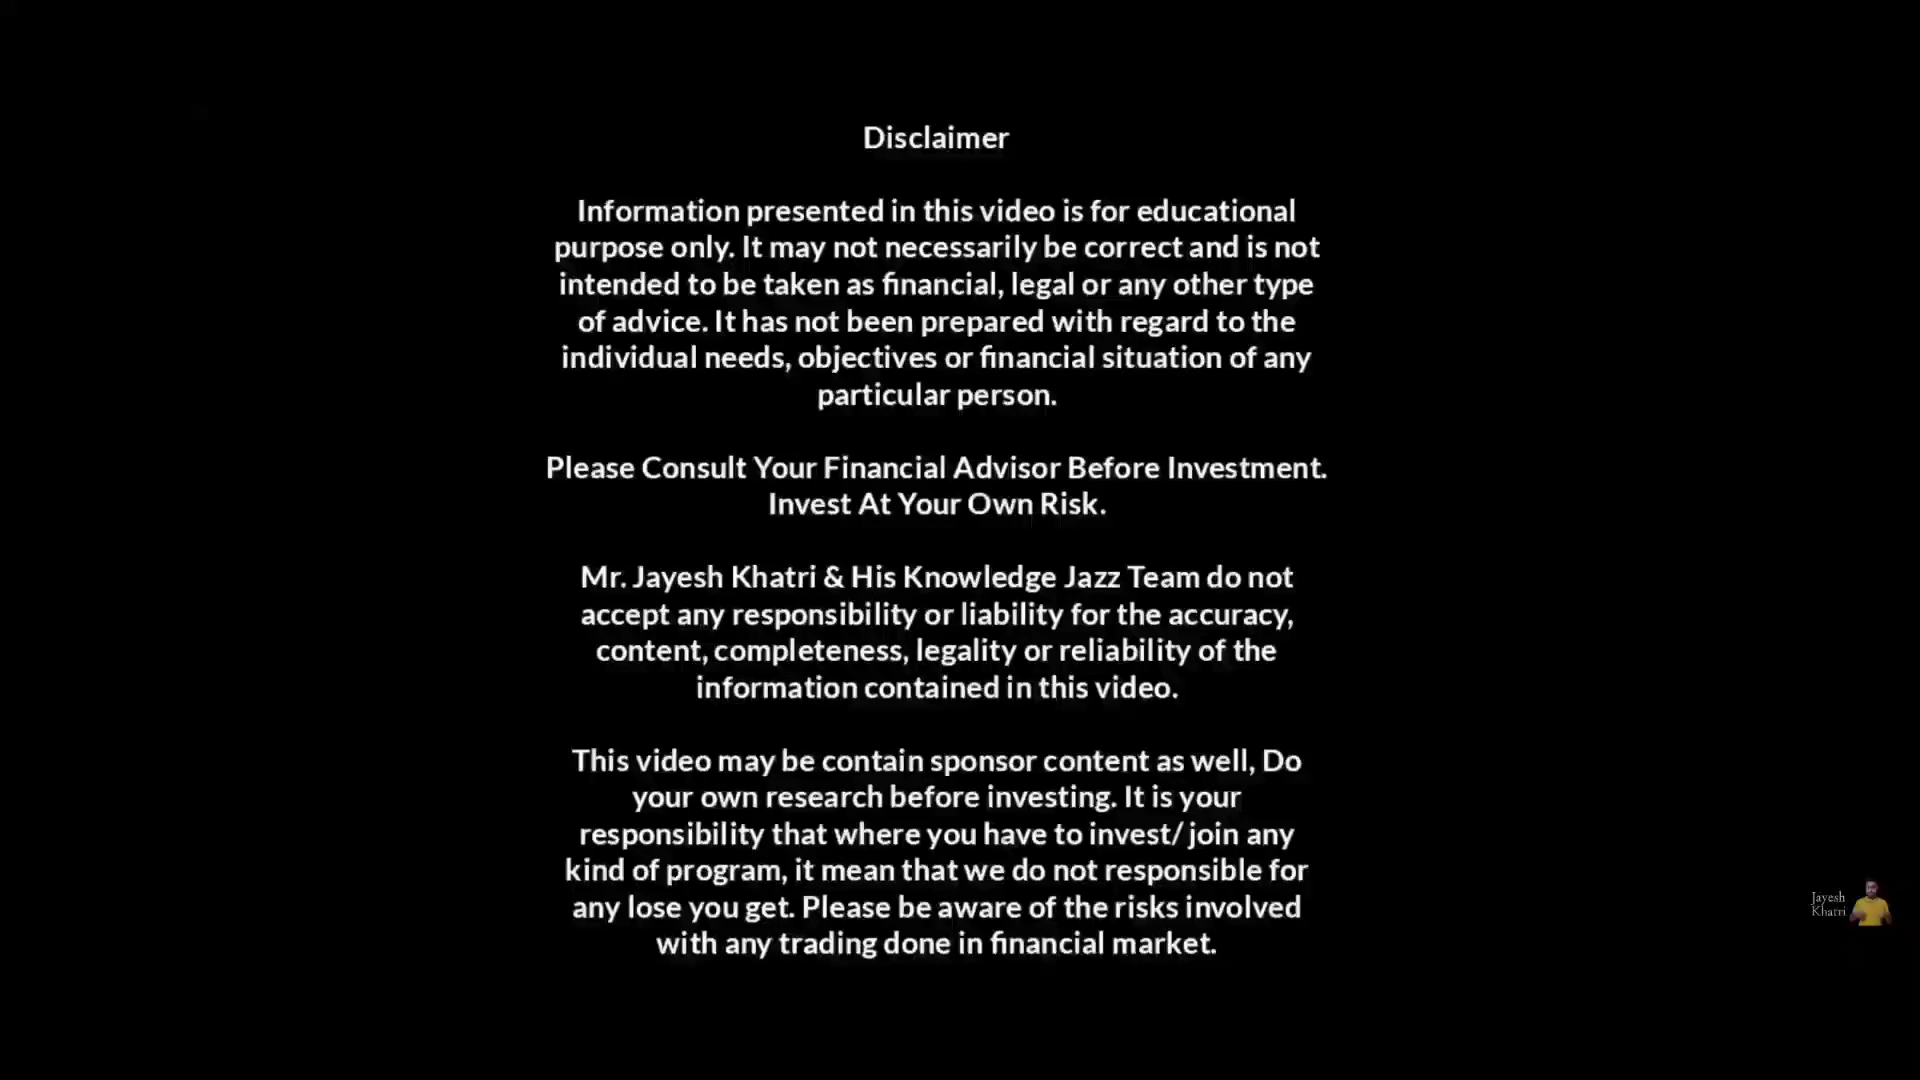 Disclaimer
Information presented in this video is for educational
purpose only. It may not necessarily be correct and is not
intended to be taken as financial, legal or any other type
of advice. It has not been prepared with regard to the
individual needs, objectives or financial situation of any
particular person.
Please Consult Your Financial Advisor Before Investment.
Invest At Your Own Risk.
Mr. Jayesh Khatri & His Knowledge Jazz Team do not
accept any responsibility or liability for the accuracy,
content, completeness, legality or reliability of the
information contained in this video.
This video may be contain sponsor content as well, Do
your own research before investing. It is your
responsibility that where you have to invest/ join any
kind of program, it mean that we do not responsible for
any lose you get. Please be aware of the risks involved
with any trading done in financial market.
Jayesh
Khatri